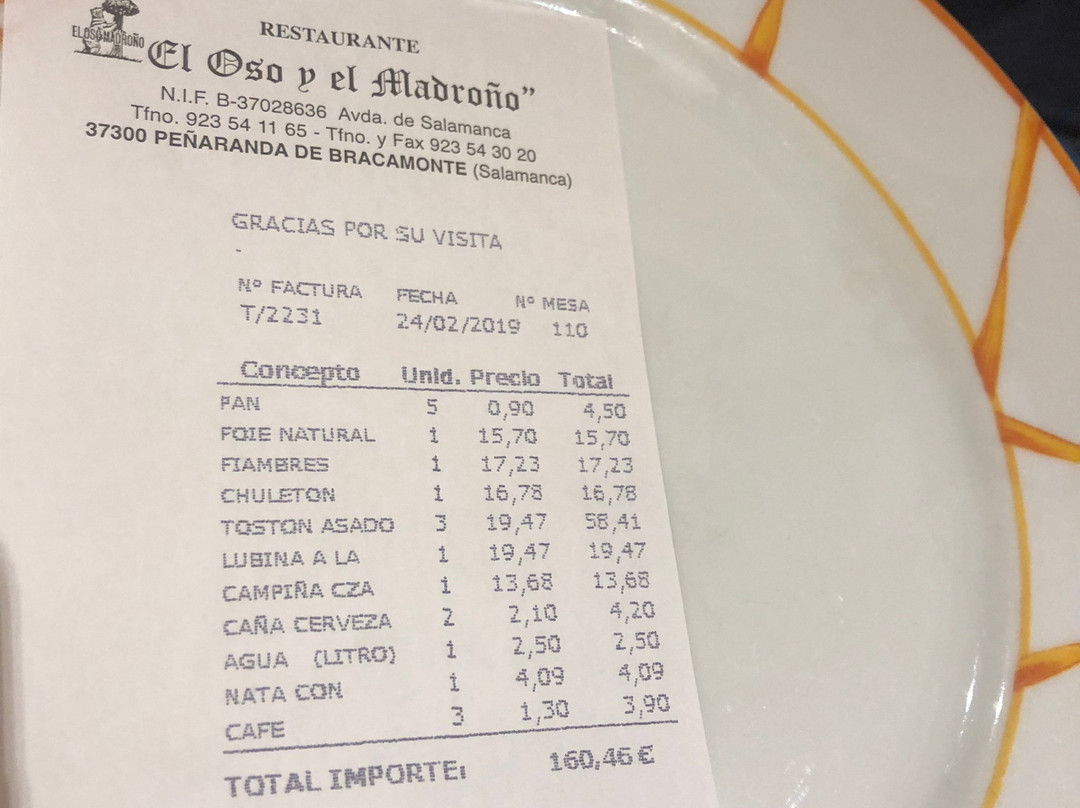 EL OSO Y MADROÑO
RESTAURANTE
El Oso y el Madroño”
N.I.F. B-37028636 Avda. de Salamanca
Tfno. 923 54 11 65 - Tfno. y Fax 923 54 30 20
37300 PEÑARANDA DE BRACAMONTE (Salamanca)
GRACIAS POR SU VISITA
-
Nº FACTURA FECHA Nº MESA
T/2231 24/02/2019 110
Concepto Unid. Precio Total
PAN 5 0,90 4,50
FOIE NATURAL 1 15,70 15,70
FIAMBRES 1 17,23 17,23
CHULETON 1 16,78 16,78
TOSTON ASADO 3 19,47 58,41
LUBINA A LA 1 19,47 19,47
CAMPIÑA CZA 1 13,68 13,68
CAÑA CERVEZA 2 2,10 4,20
AGUA (LITRO) 1 2,50 2,50
NATA CON 1 4,09 4,09
CAFE 3 1,30 3,90
TOTAL IMPORTE: 160,46 €